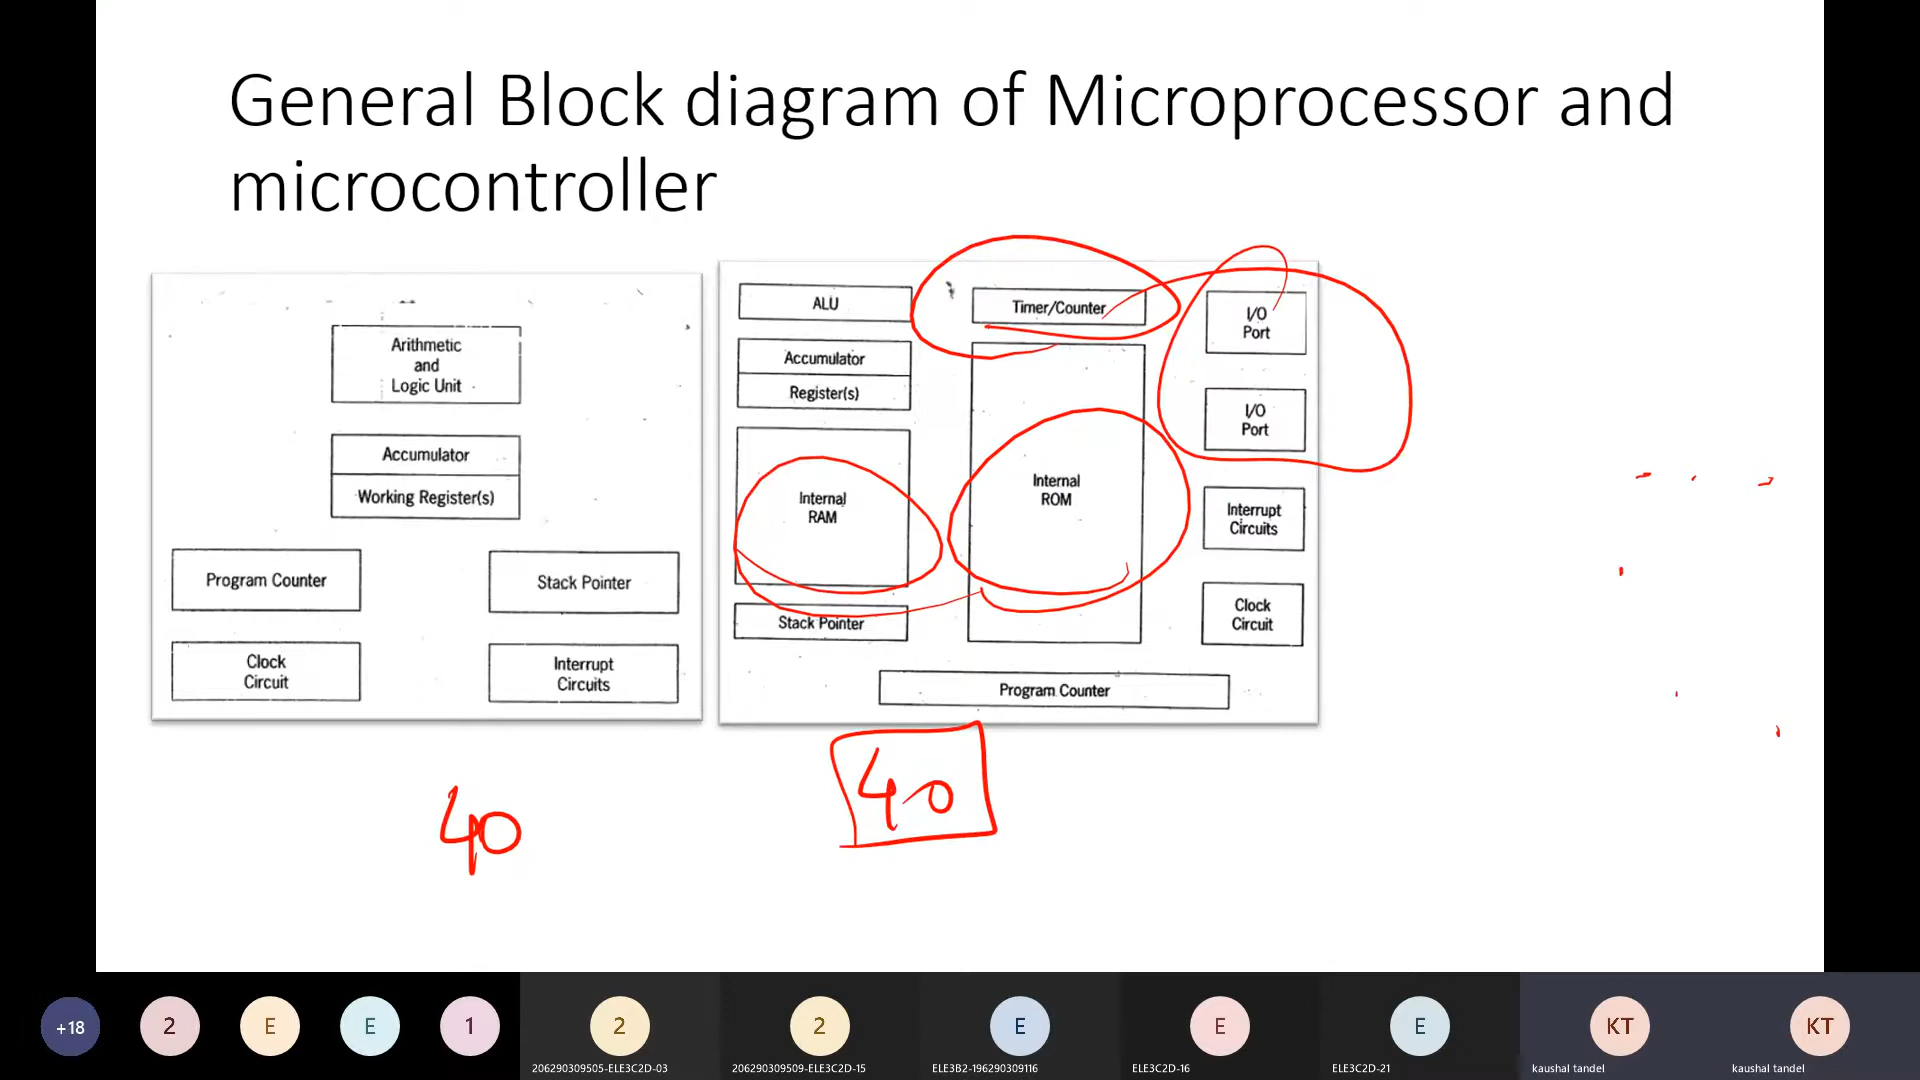 General Block diagram of Microprocessor and
microcontroller
Arithmetic
and
Logic Unit
Accumulator
Working Register(s)
Program Counter
Stack Pointer
Clock
Circuit
Interrupt
Circuits
ALU
Accumulator
Register(s)
Internal
RAM
Stack Pointer
Timer/Counter
Internal
ROM
I/O
Port
I/O
Port
Interrupt
Circuits
Clock
Circuit
Program Counter
40
40
+18
2
E
E
1
2
206290309505-ELE3C2D-03
2
206290309509-ELE3C2D-15
E
ELE3B2-196290309116
E
ELE3C2D-16
E
ELE3C2D-21
KT
kaushal tandel
KT
kaushal tandel